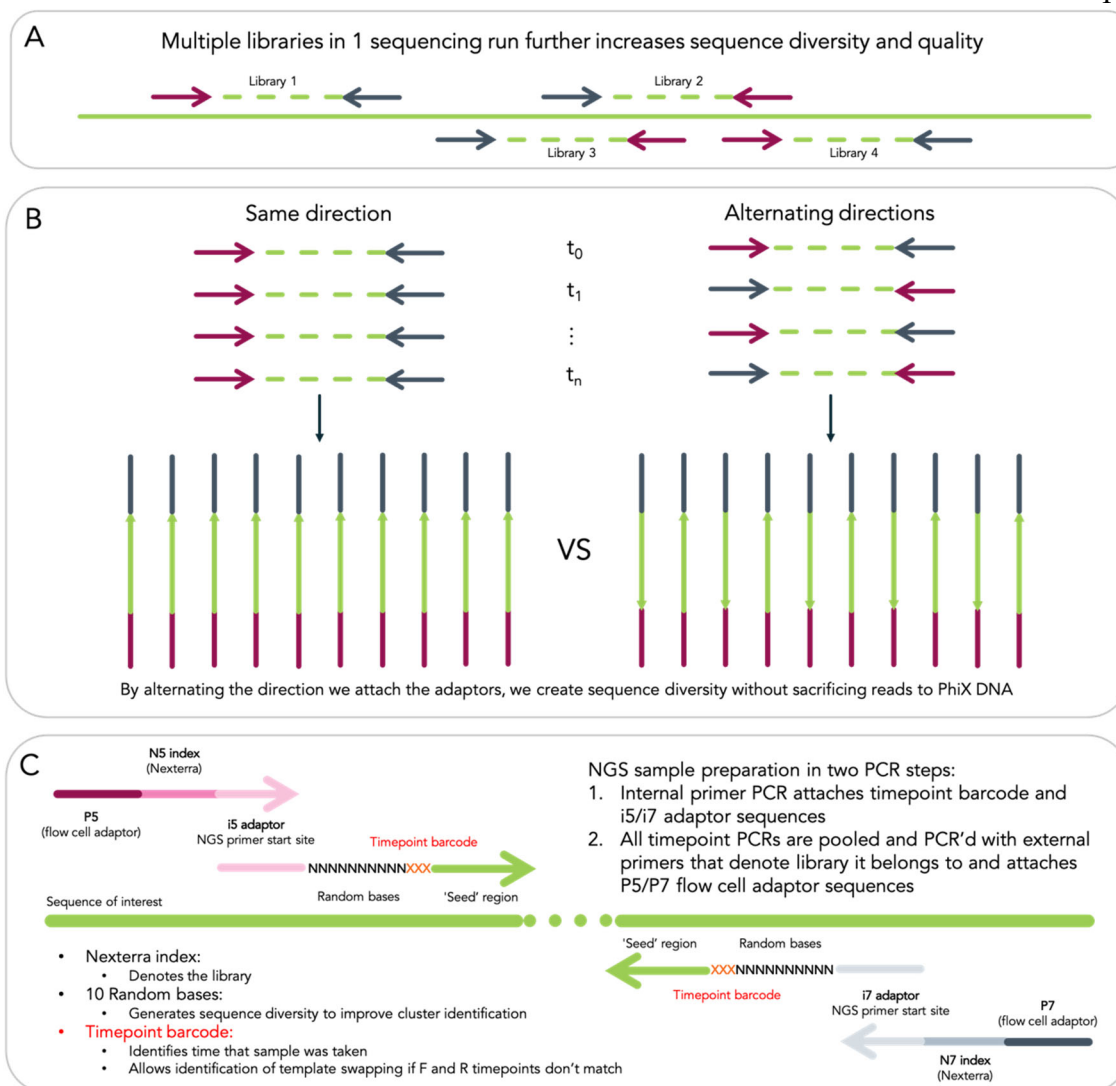 A
Multiple libraries in 1 sequencing run further increases sequence diversity and quality
Library 1
Library 2
Library 3
Library 4
B
Same direction
Alternating directions
t0
t1
⋮
tn
VS
By alternating the direction we attach the adaptors, we create sequence diversity without sacrificing reads to PhiX DNA
C
N5 index
(Nexterra)
P5
(flow cell adaptor)
i5 adaptor
NGS primer start site
Timepoint barcode
NNNNNNNNNNXXX
Random bases
'Seed' region
Sequence of interest
NGS sample preparation in two PCR steps:
1. Internal primer PCR attaches timepoint barcode and
i5/i7 adaptor sequences
2. All timepoint PCRs are pooled and PCR'd with external
primers that denote library it belongs to and attaches
P5/P7 flow cell adaptor sequences
• Nexterra index:
• Denotes the library
• 10 Random bases:
• Generates sequence diversity to improve cluster identification
• Timepoint barcode:
• Identifies time that sample was taken
• Allows identification of template swapping if F and R timepoints don't match
'Seed' region
Random bases
XXXNNNNNNNNNN
Timepoint barcode
i7 adaptor
NGS primer start site
P7
(flow cell adaptor)
N7 index
(Nexterra)